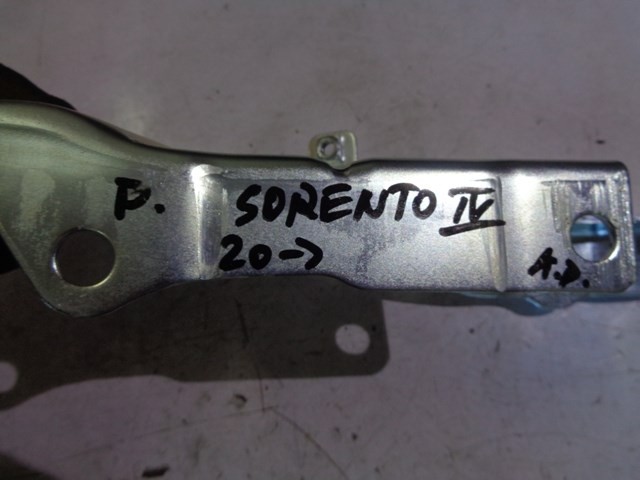 P. SORENTO IV
20->
A.D.